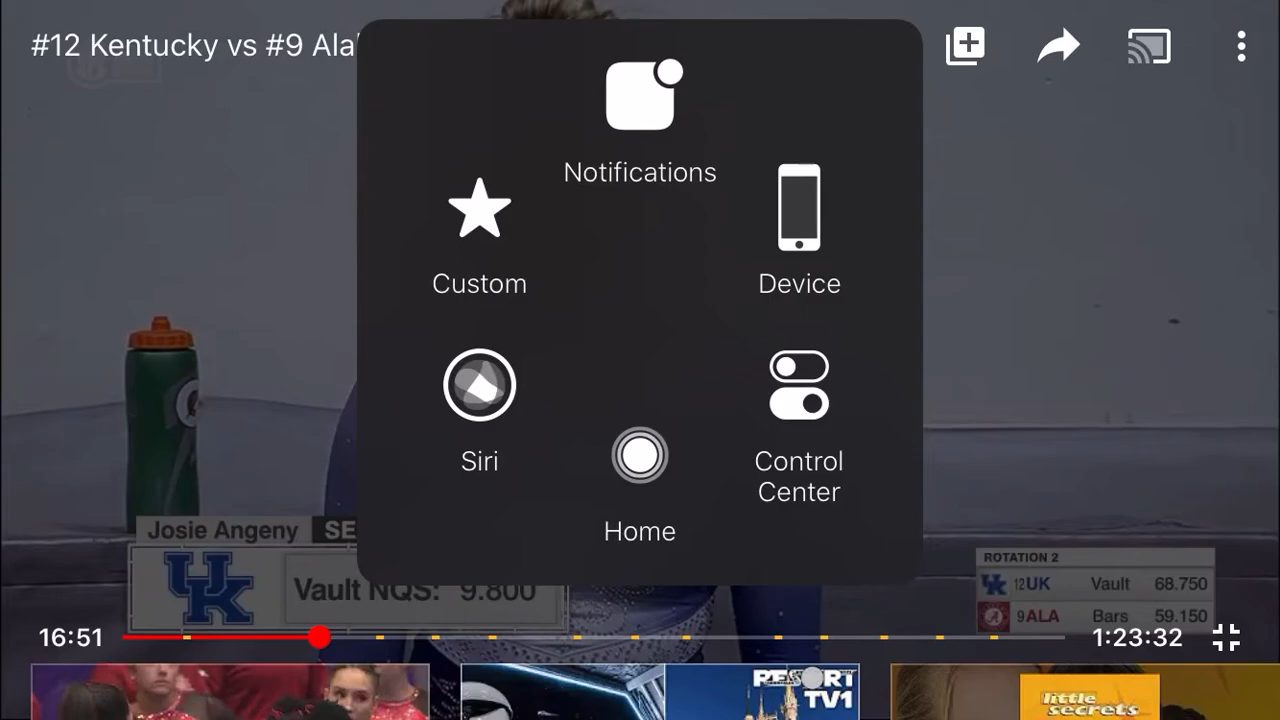 #12 Kentucky vs #9 Ala
Notifications
Custom
Device
Siri
Control
Center
Home
Josie Angeny SE
UK
Vault NQS: 9.800
ROTATION 2
12UK Vault 68.750
9ALA Bars 59.150
16:51
1:23:32
RESORT
TV1
little
secrets